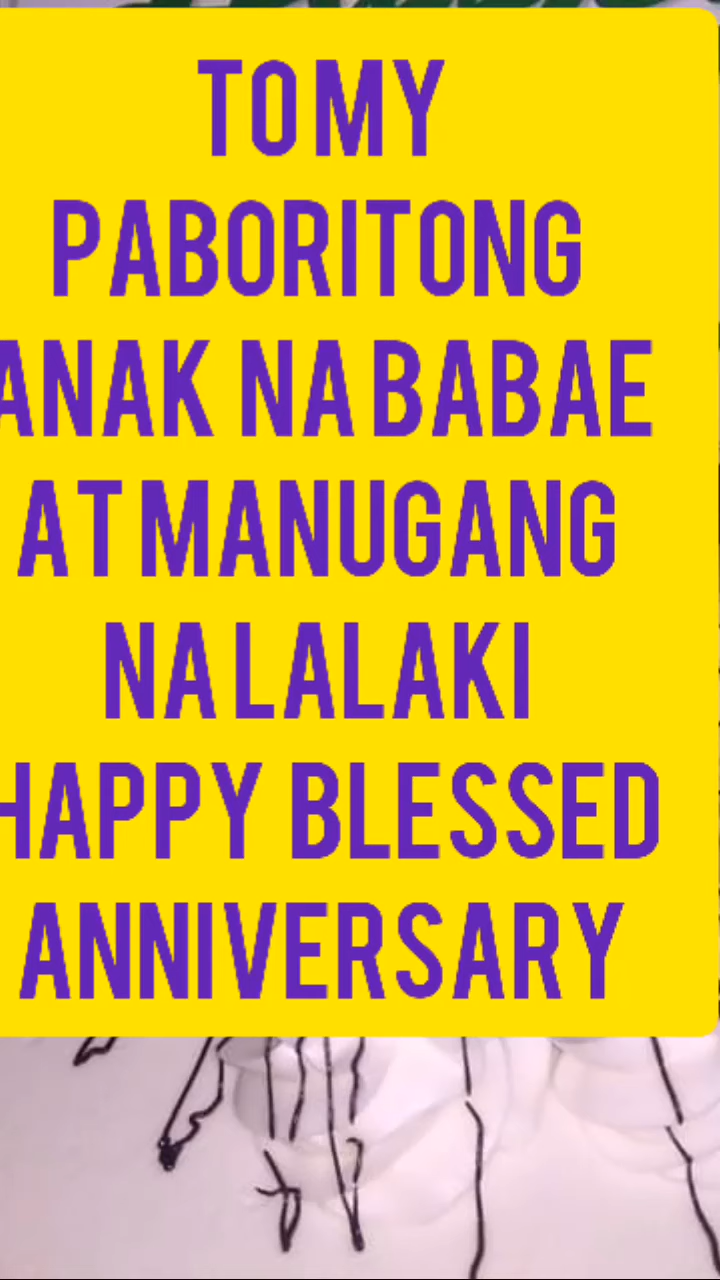 TO MY
PABORITONG
ANAK NA BABAE
AT MANUGANG
NA LALAKI
HAPPY BLESSED
ANNIVERSARY